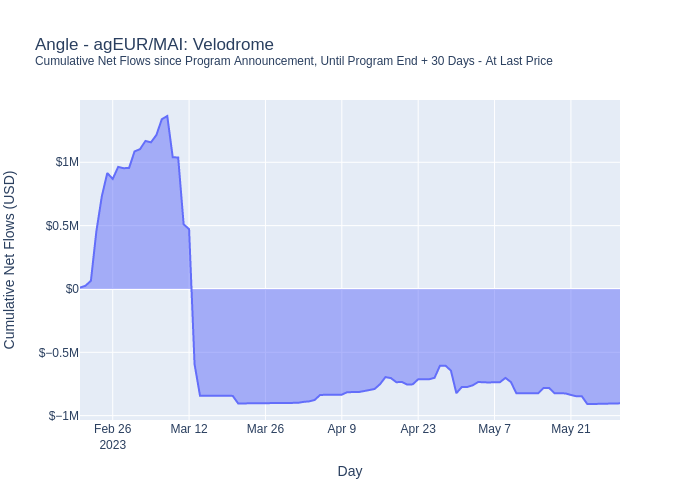 Angle - agEUR/MAI: Velodrome
Cumulative Net Flows since Program Announcement, Until Program End + 30 Days - At Last Price
Cumulative Net Flows (USD)
$1M
$0.5M
$0
$−0.5M
$−1M
Feb 26
2023
Mar 12
Mar 26
Apr 9
Apr 23
May 7
May 21
Day